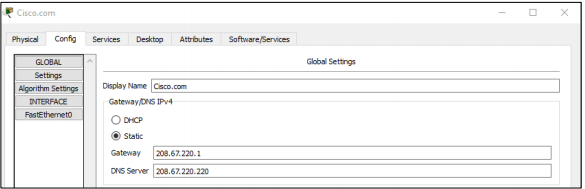 Cisco.com
Physical Config Services Desktop Attributes Software/Services
GLOBAL
Settings
Algorithm Settings
INTERFACE
FastEthernet0
Global Settings
Display Name Cisco.com
Gateway/DNS IPv4
DHCP
Static
Gateway 208.67.220.1
DNS Server 208.67.220.220